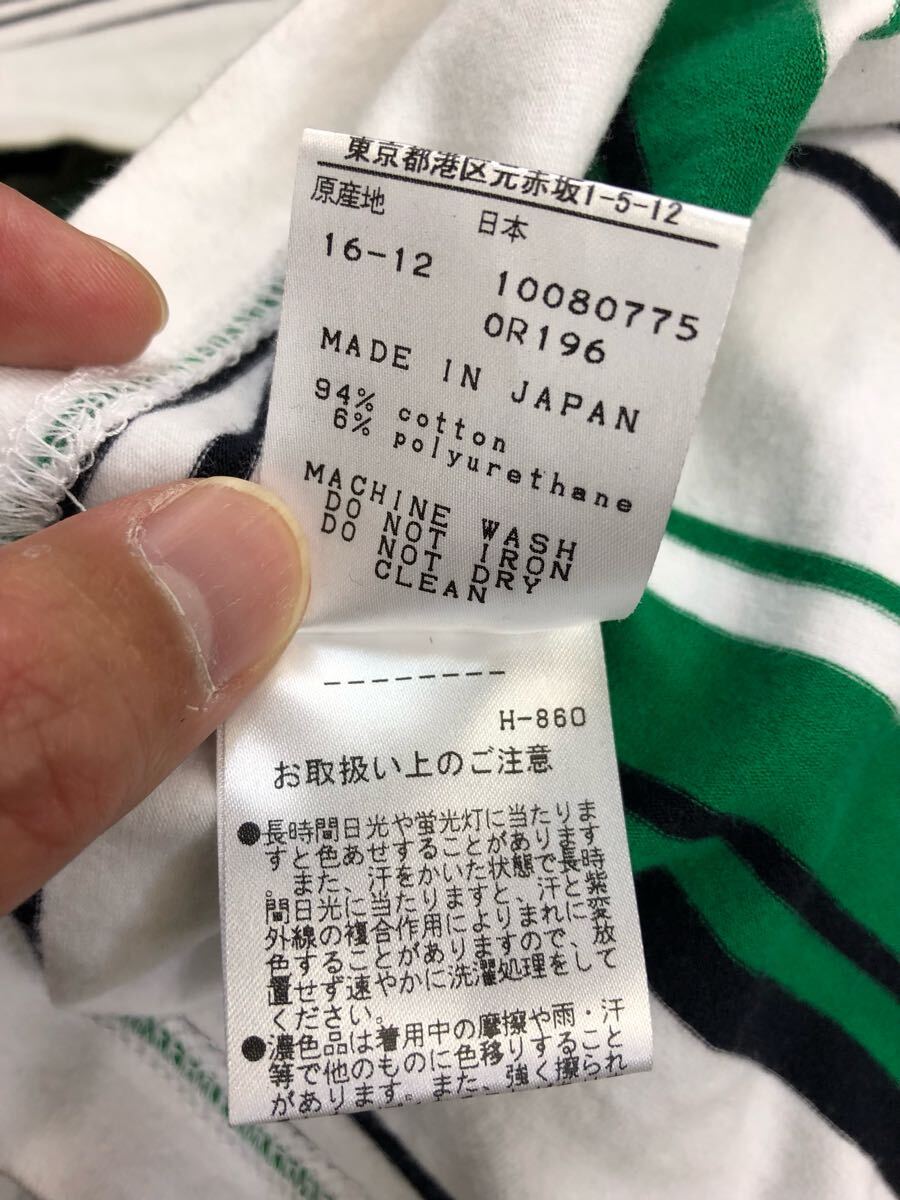 東京都港区元赤坂1-5-12
原産地 日本
16-12 10080775
0R196
MADE IN JAPAN
94% cotton
6% polyurethane
MACHINE WASH
DO NOT IRON
DO NOT DRY
CLEAN
--------
H-860
お取扱い上のご注意
●長時間日光や蛍光灯に当たりま
すと色あせすることがあります
。また、汗をかいた状態で長時
間日光に当たりますと、汗と紫
外線の複合作用によりまれに変
色することがありますので、放
置せず速やかに洗濯処理をして
ください。
●濃色品は着用中の摩擦や雨・汗
等で他のものに色移りすること
があります。また、強く擦られ